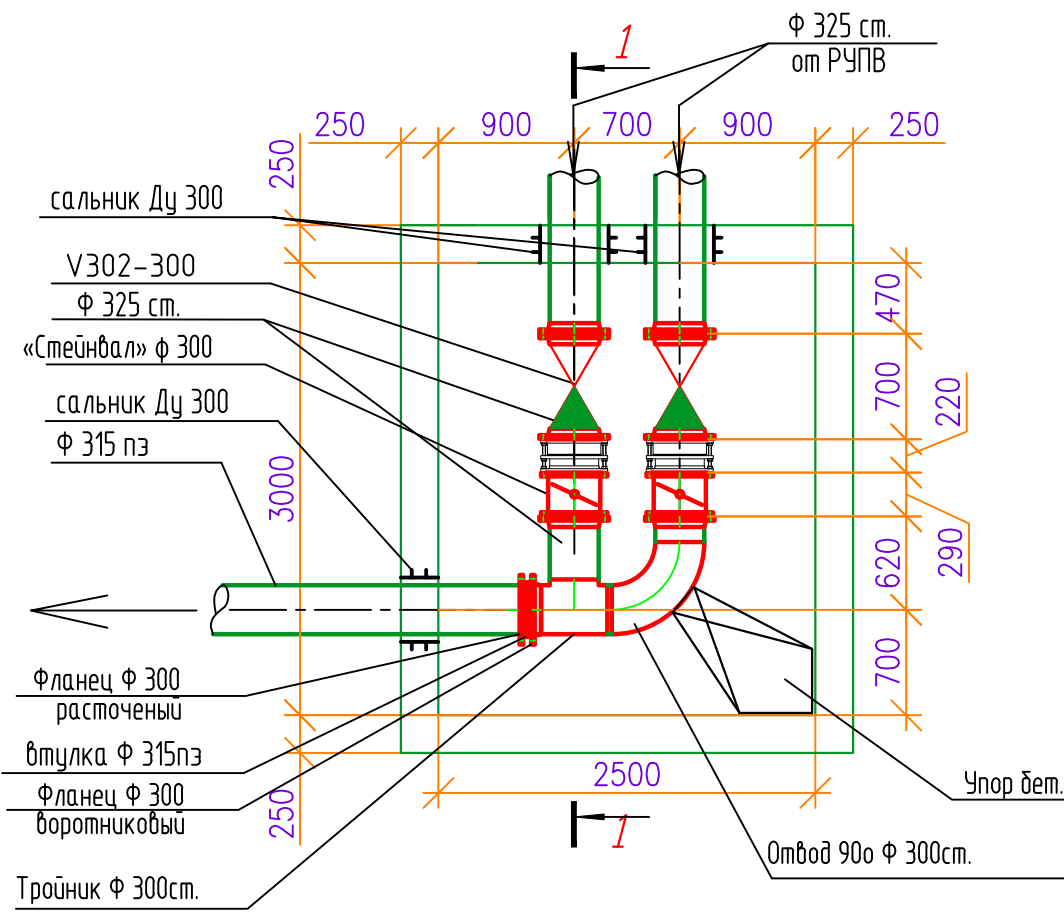 Ф 325 ст.
от РУПВ
1
250
900
700
900
250
250
сальник Ду 300
V302-300
Ф 325 ст.
«Стейнвал» ф 300
сальник Ду 300
Ф 315 пэ
3000
470
700
220
620
290
700
Фланец Ф 300
расточеный
втулка Ф 315пэ
Фланец Ф 300
воротниковый
250
2500
1
Упор бет.
Отвод 90о Ф 300ст.
Тройник Ф 300ст.